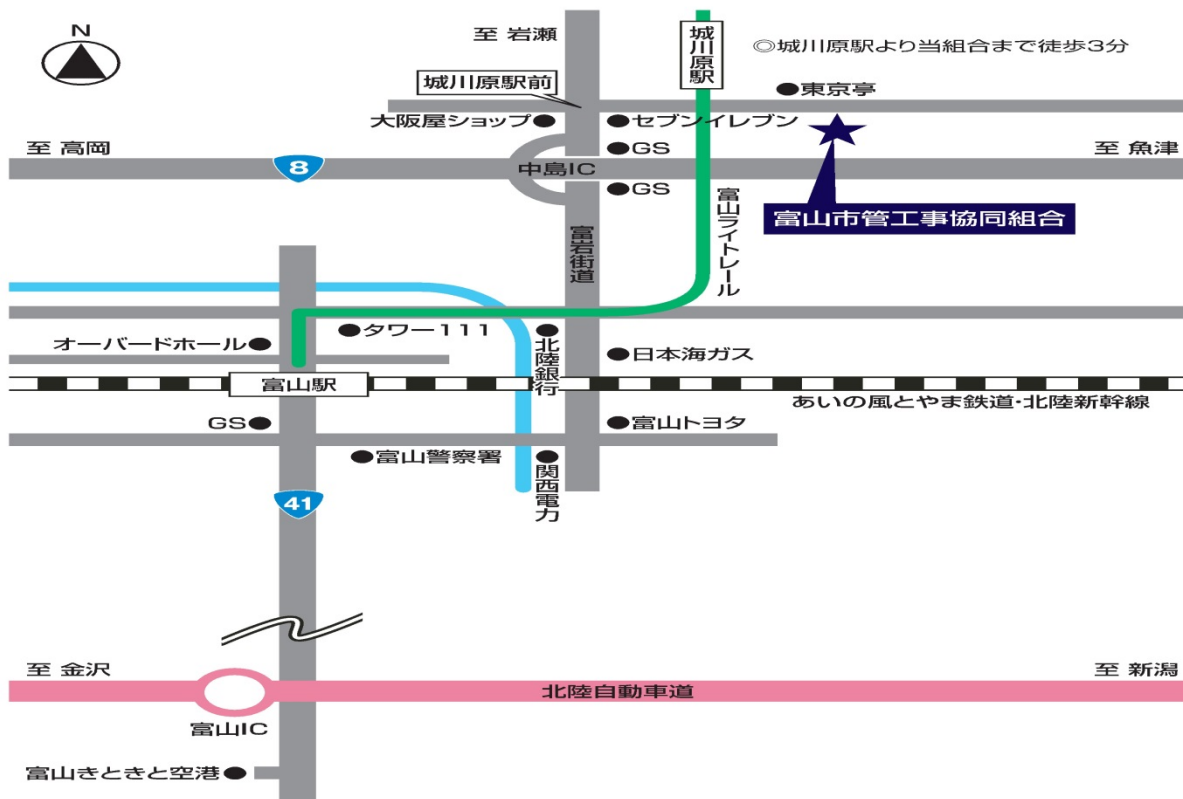 N
至 岩瀬
城川原駅
◎城川原駅より当組合まで徒歩3分
城川原駅前
●東京亭
大阪屋ショップ●
●セブンイレブン
至 高岡
8
中島IC
●GS
至 魚津
●GS
富山市管工事協同組合
富岩街道
富山ライトレール
オーバードホール●
●タワー111
●北陸銀行
●日本海ガス
富山駅
あいの風とやま鉄道・北陸新幹線
GS●
●富山トヨタ
●富山警察署
●関西電力
41
至 金沢
至 新潟
北陸自動車道
富山IC
富山きときと空港●